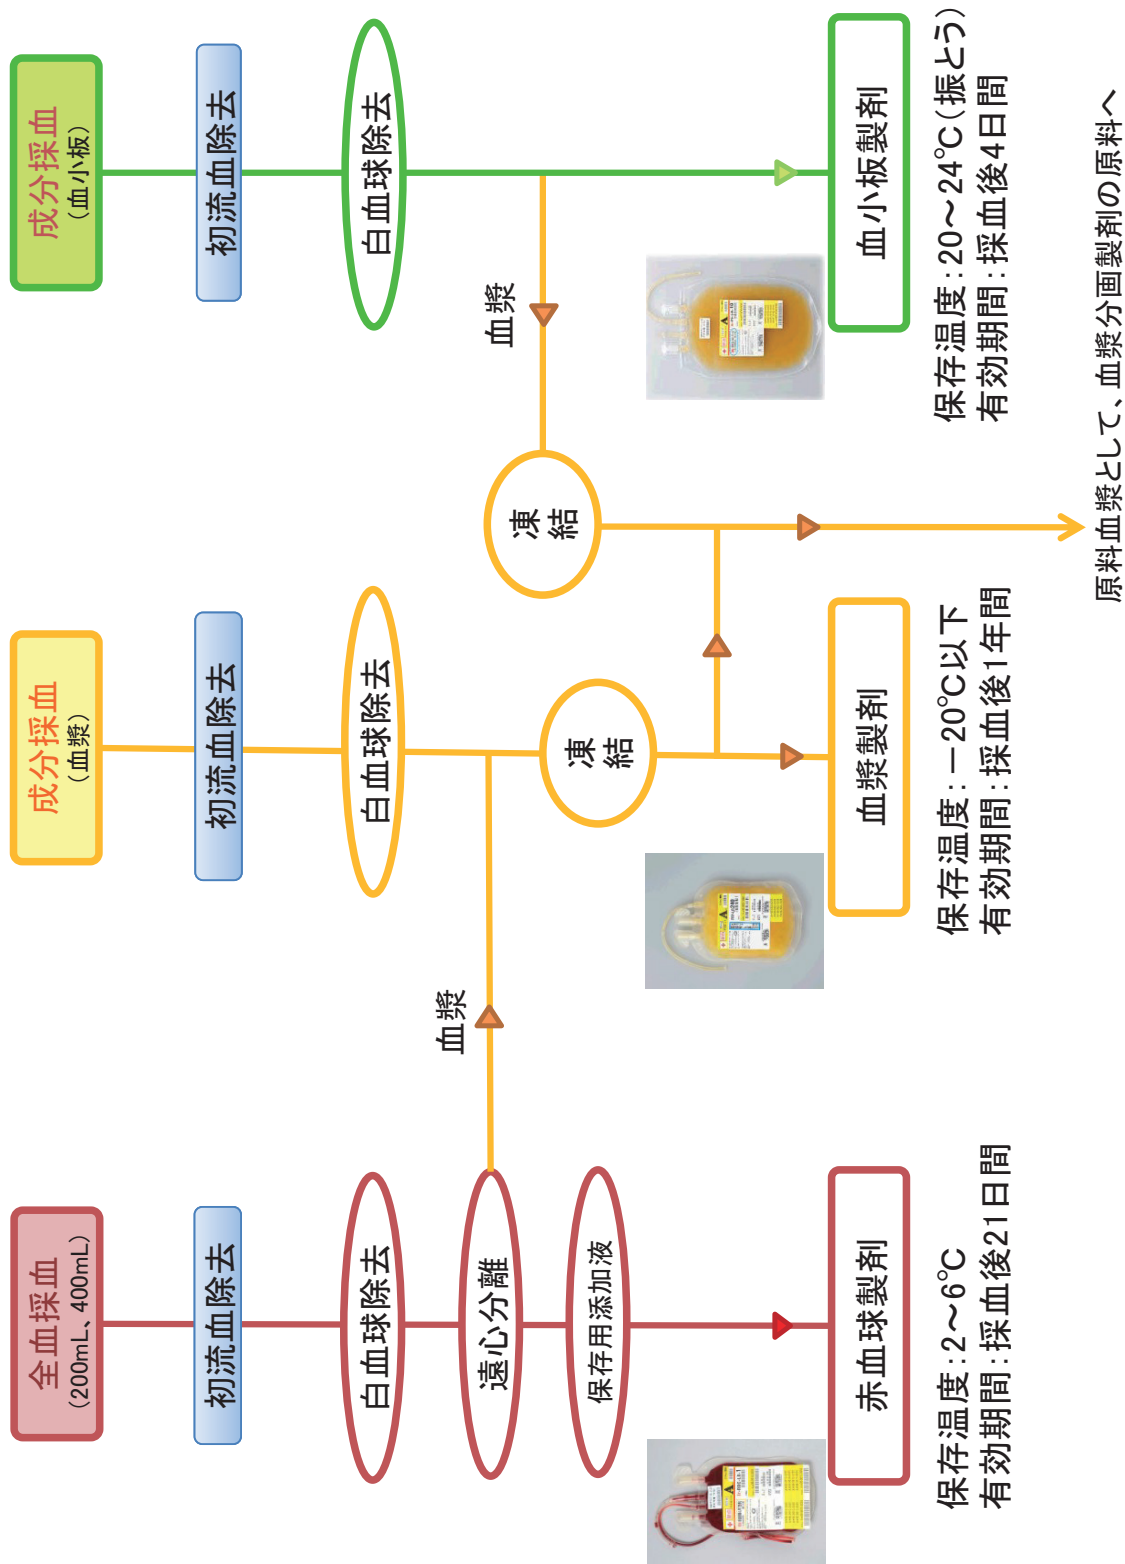 全血採血
(200mL、400mL)
初流血除去
白血球除去
遠心分離
保存用添加液
赤血球製剤
保存温度:2～6℃
有効期間:採血後21日間
血漿
成分採血
(血漿)
初流血除去
白血球除去
凍結
血漿製剤
保存温度:－20℃以下
有効期間:採血後1年間
成分採血
(血小板)
初流血除去
白血球除去
血漿
凍結
血小板製剤
保存温度:20～24℃(振とう)
有効期間:採血後4日間
原料血漿として、血漿分画製剤の原料へ